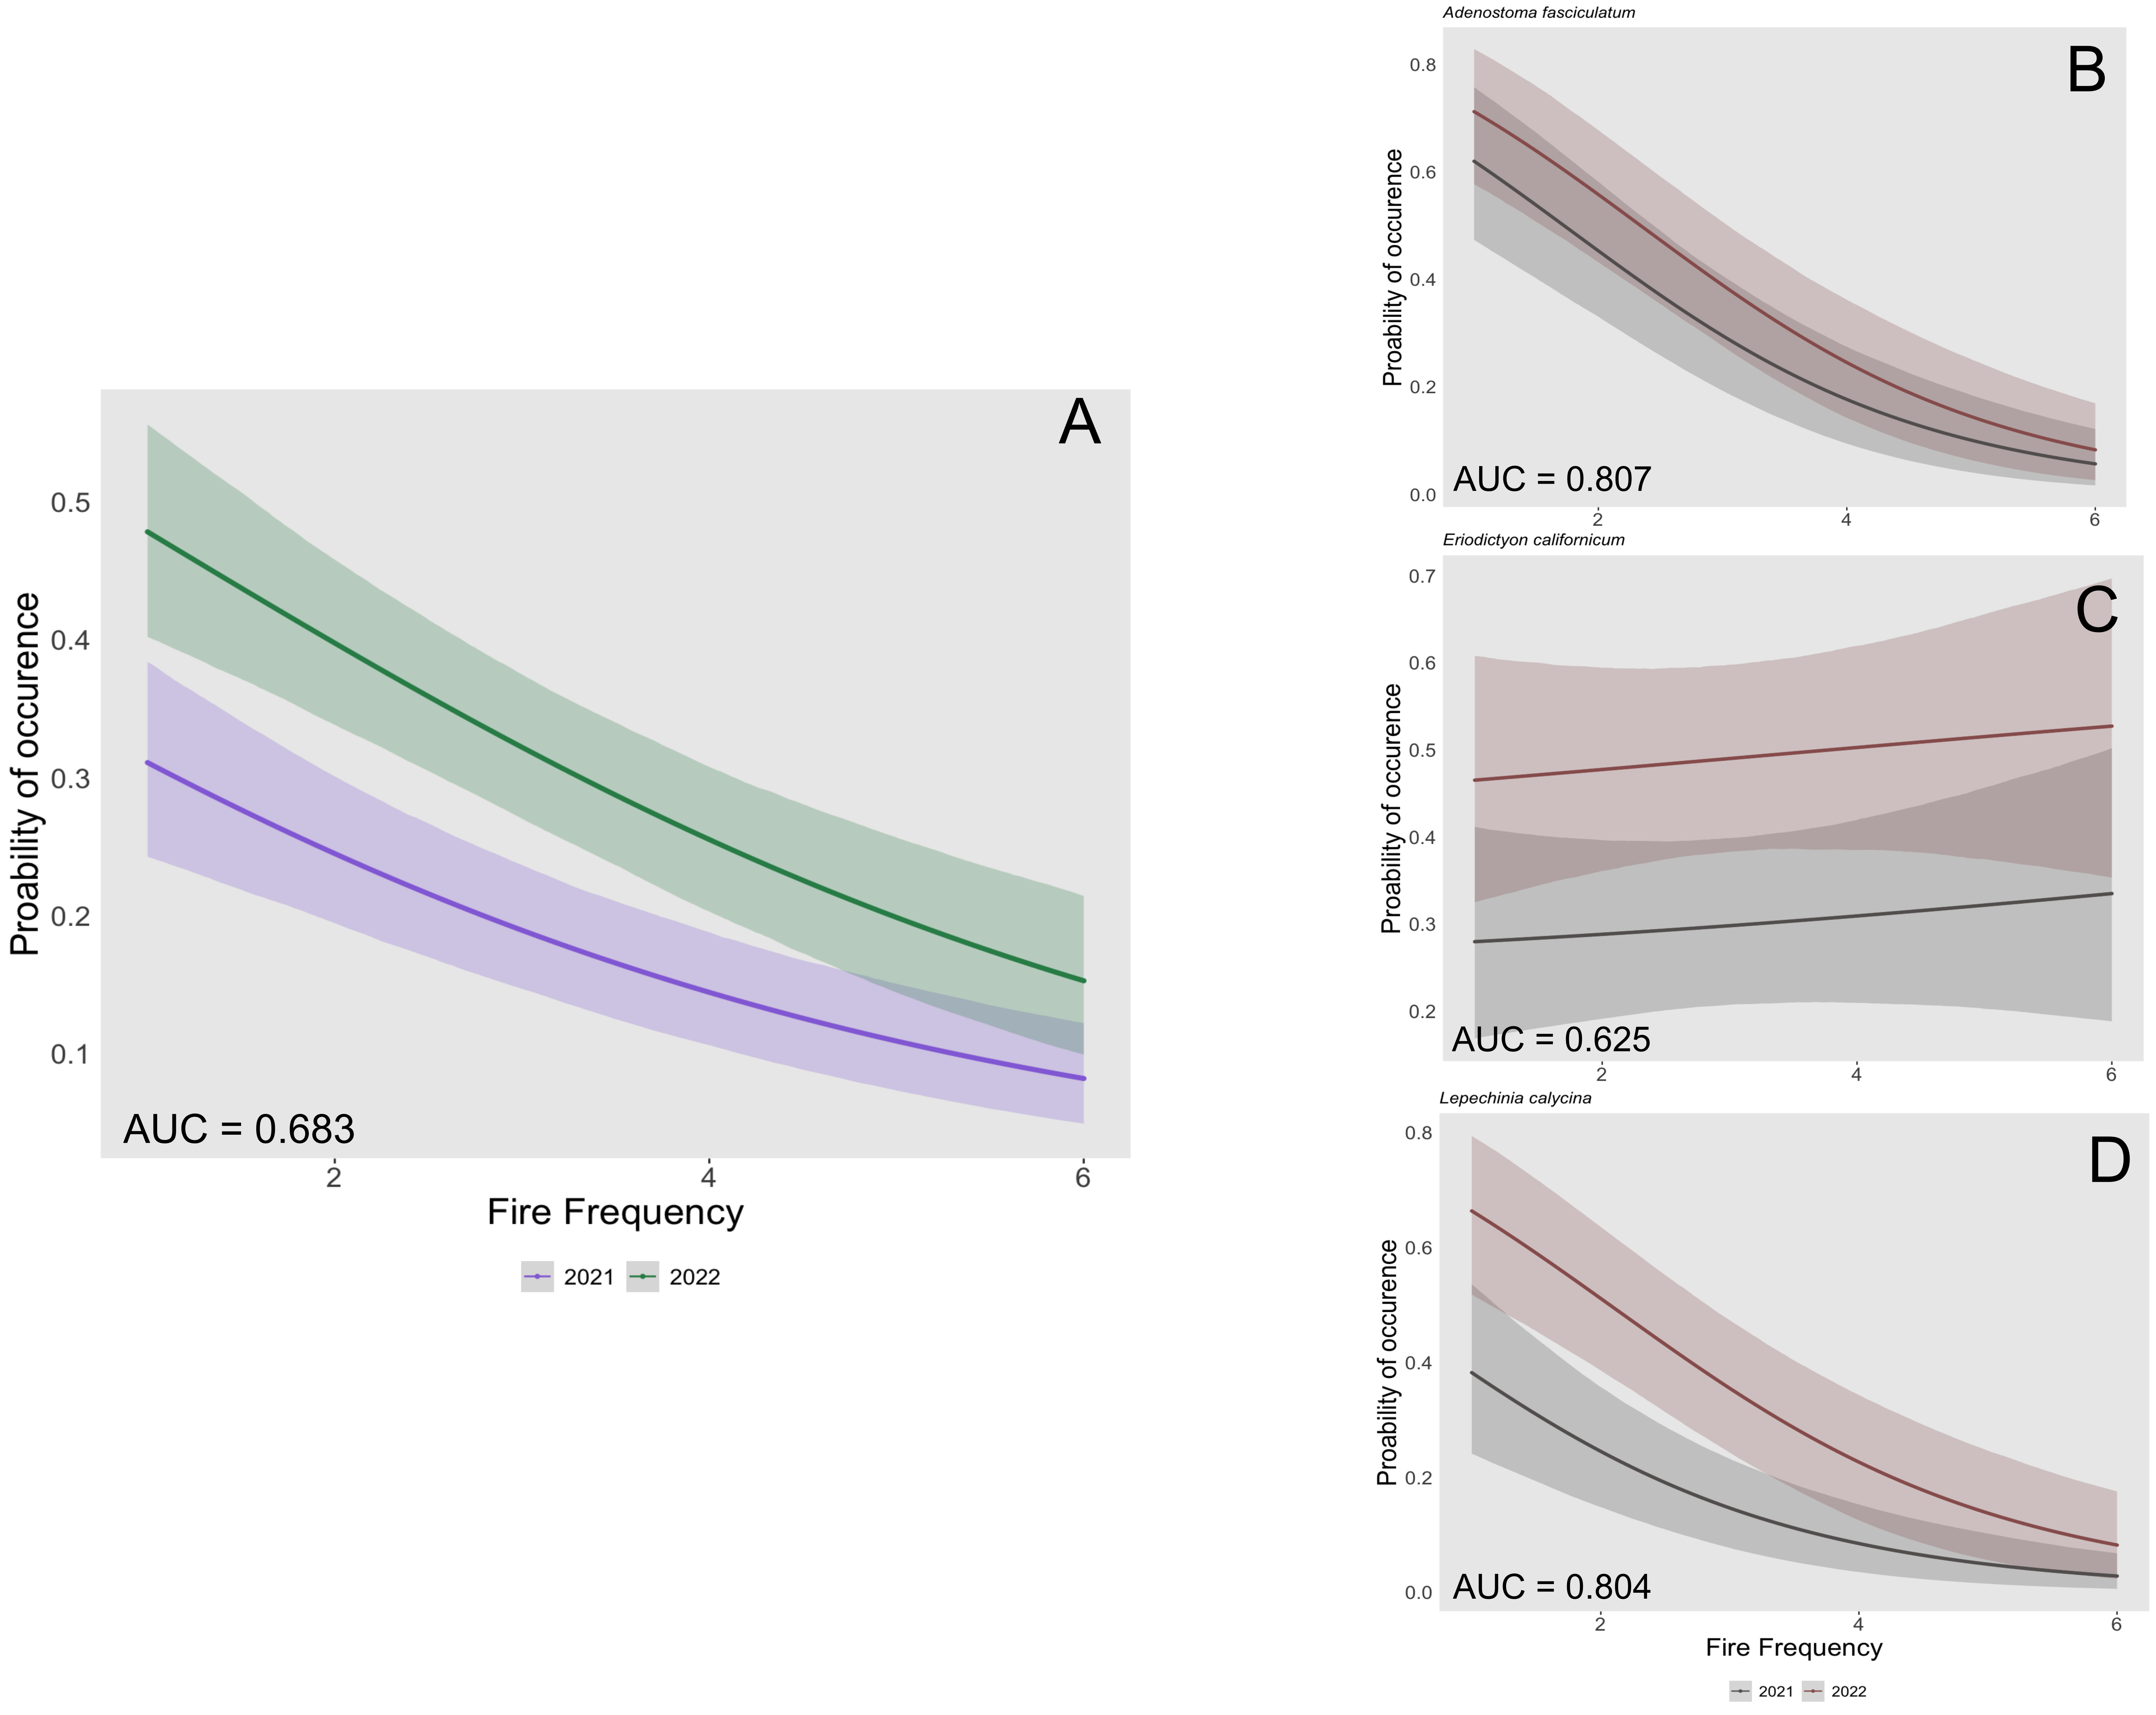 A
Proability of occurence
0.5
0.4
0.3
0.2
0.1
AUC = 0.683
2
4
6
Fire Frequency
2021
2022
Adenostoma fasciculatum
B
Proability of occurence
0.8
0.6
0.4
0.2
0.0
AUC = 0.807
2
4
6
Eriodictyon californicum
C
Proability of occurence
0.7
0.6
0.5
0.4
0.3
0.2
AUC = 0.625
2
4
6
Lepechinia calycina
D
Proability of occurence
0.8
0.6
0.4
0.2
0.0
AUC = 0.804
2
4
6
Fire Frequency
2021
2022